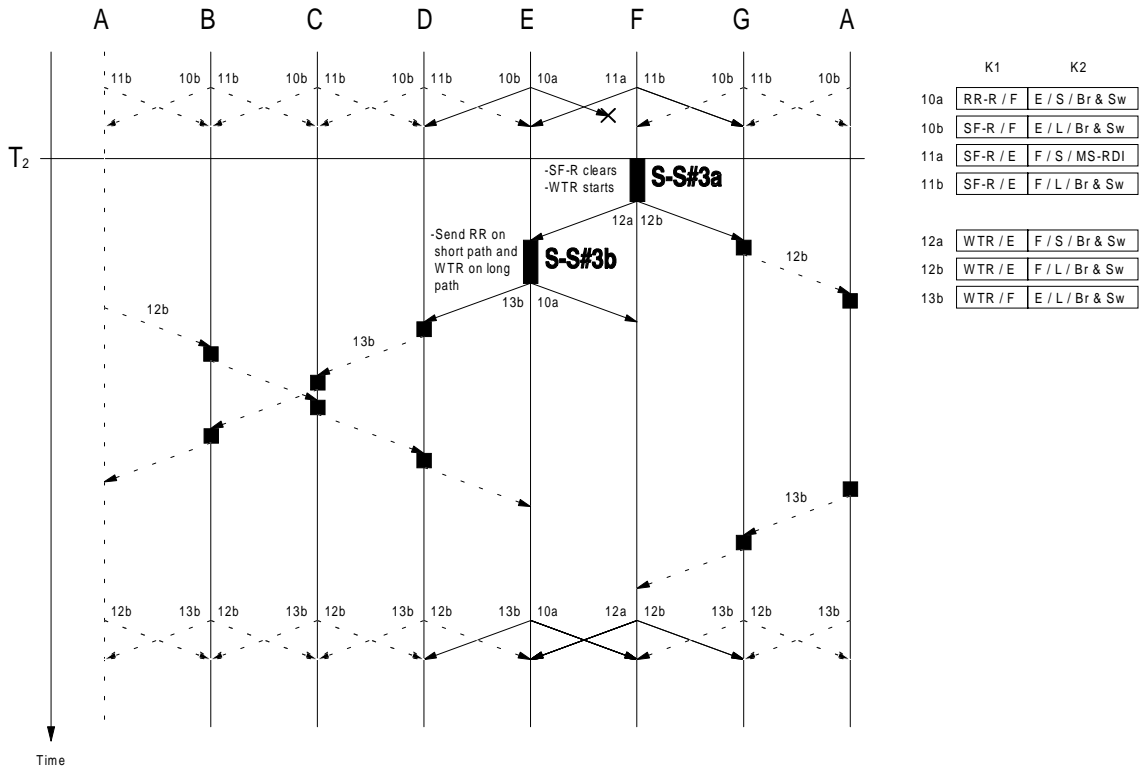 A B C D E F G A
K1 K2
11b 10b 11b 10b 11b 10b 11b 10b 10a 11a 11b 10b 11b 10b
10a RR-R / F E / S / Br & Sw
10b SF-R / F E / L / Br & Sw
11a SF-R / E F / S / MS-RDI
11b SF-R / E F / L / Br & Sw
T2
-SF-R clears
-WTR starts
S-S#3a
12a 12b
12a WTR / E F / S / Br & Sw
12b WTR / E F / L / Br & Sw
13b WTR / F E / L / Br & Sw
-Send RR on
short path and
WTR on long
path
S-S#3b
12b
13b 10a
12b
13b
13b
12b 13b 12b 13b 12b 13b 12b 13b 10a 12a 12b 13b 12b 13b
Time